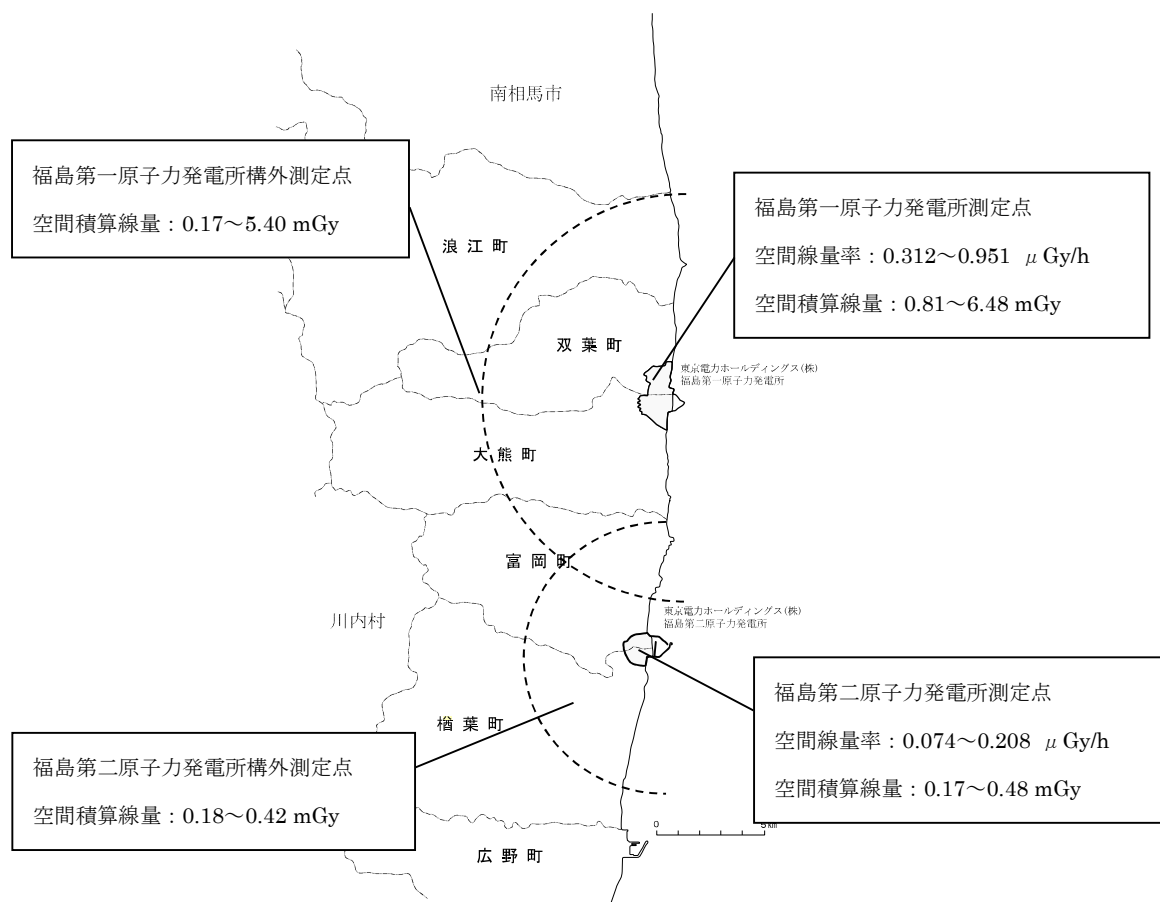 南相馬市
福島第一原子力発電所構外測定点
空間積算線量：0.17～5.40 mGy
福島第一原子力発電所測定点
空間線量率：0.312～0.951 μGy/h
空間積算線量：0.81～6.48 mGy
浪江町
双葉町
東京電力ホールディングス(株)
福島第一原子力発電所
大熊町
富岡町
東京電力ホールディングス(株)
福島第二原子力発電所
川内村
福島第二原子力発電所測定点
空間線量率：0.074～0.208 μGy/h
空間積算線量：0.17～0.48 mGy
楢葉町
福島第二原子力発電所構外測定点
空間積算線量：0.18～0.42 mGy
0 5km
広野町